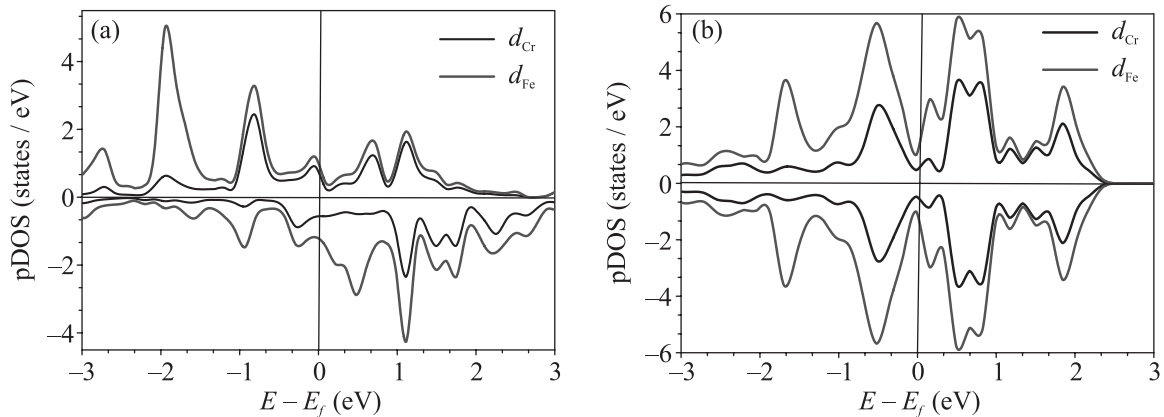 (a)
d_Cr
d_Fe
pDOS (states / eV)
4
2
0
–2
–4
–3
–2
–1
0
1
2
3
E – E_f (eV)
(b)
d_Cr
d_Fe
pDOS (states / eV)
6
4
2
0
–2
–4
–6
–3
–2
–1
0
1
2
3
E – E_f (eV)